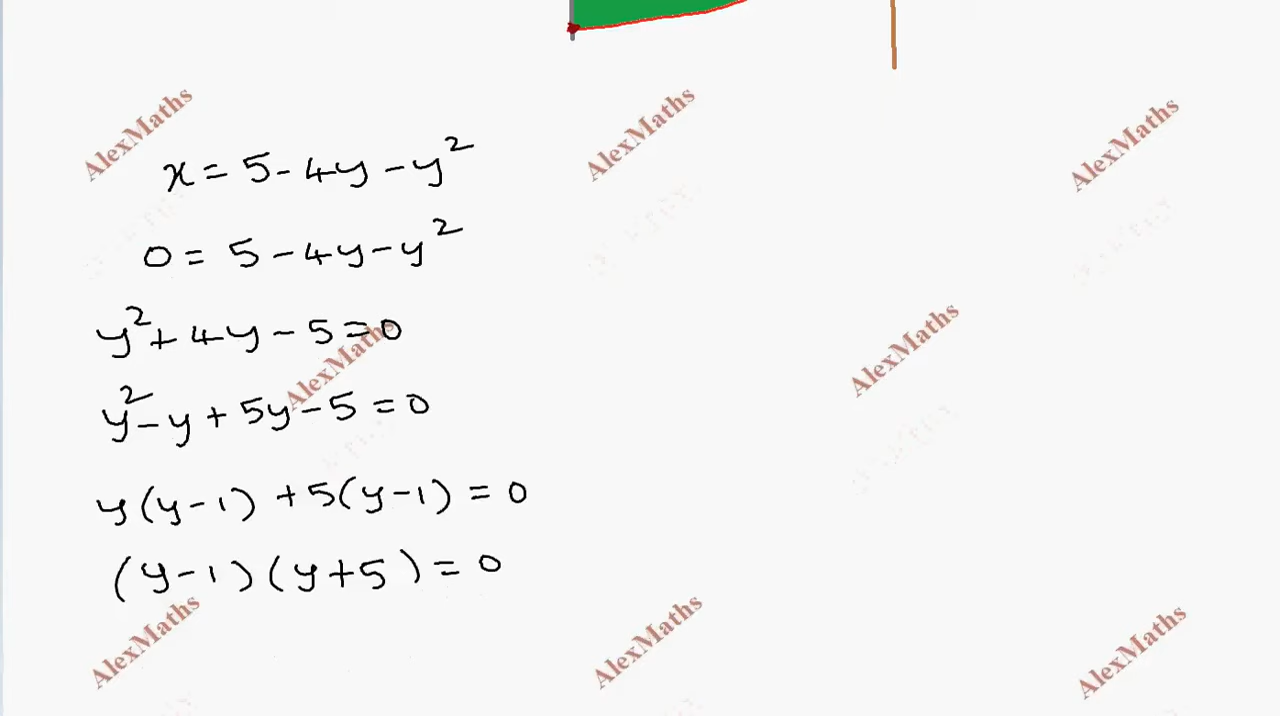 AlexMaths AlexMaths AlexMaths
x = 5 - 4y - y²
0 = 5 - 4y - y²
y² + 4y - 5 = 0
AlexMaths AlexMaths
y² - y + 5y - 5 = 0
y(y - 1) + 5(y - 1) = 0
(y - 1)(y + 5) = 0
AlexMaths AlexMaths AlexMaths